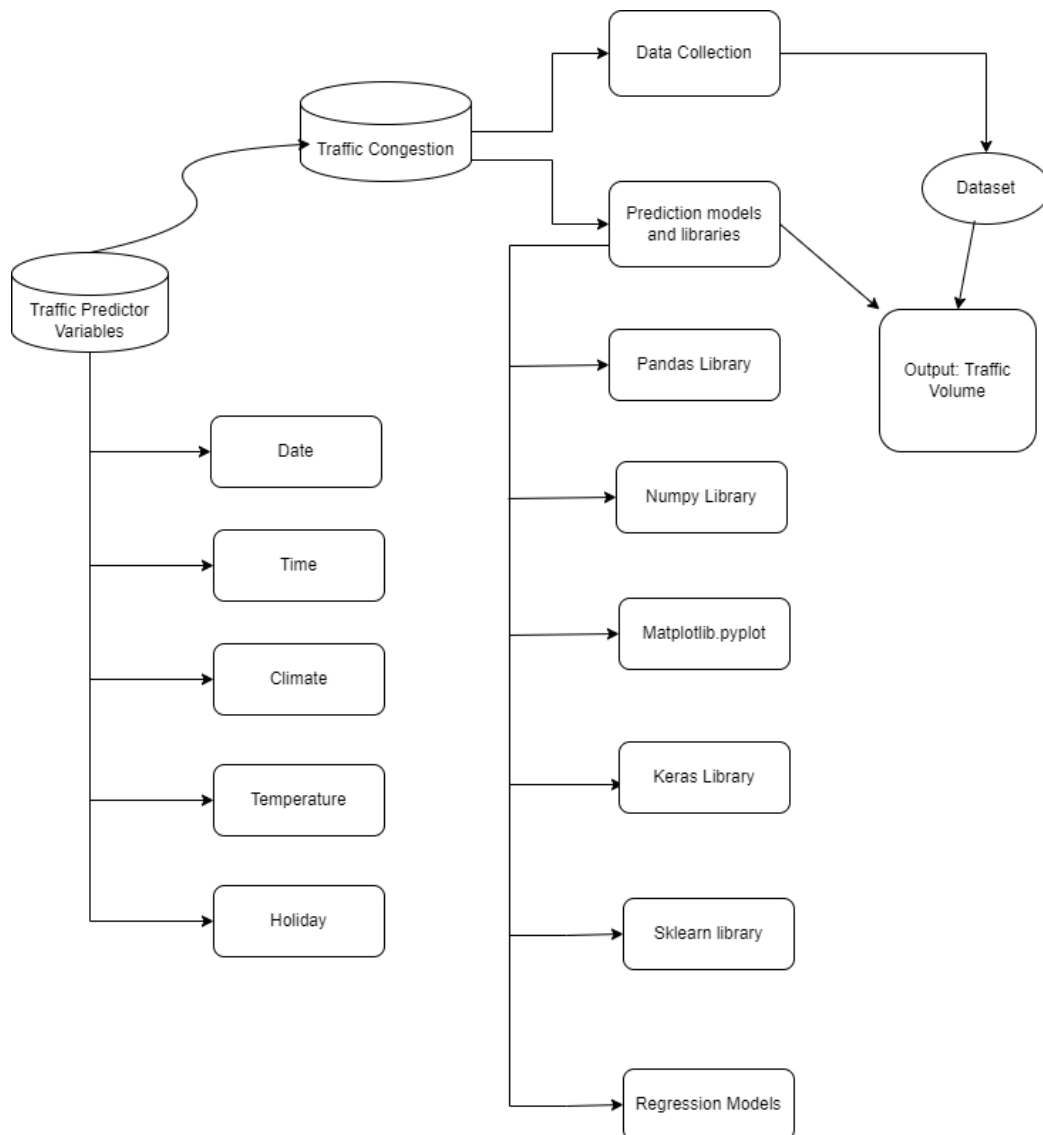 Data Collection
Traffic Congestion
Dataset
Prediction models
and libraries
Traffic Predictor
Variables
Pandas Library
Output: Traffic
Volume
Date
Numpy Library
Time
Matplotlib.pyplot
Climate
Keras Library
Temperature
Holiday
Sklearn library
Regression Models